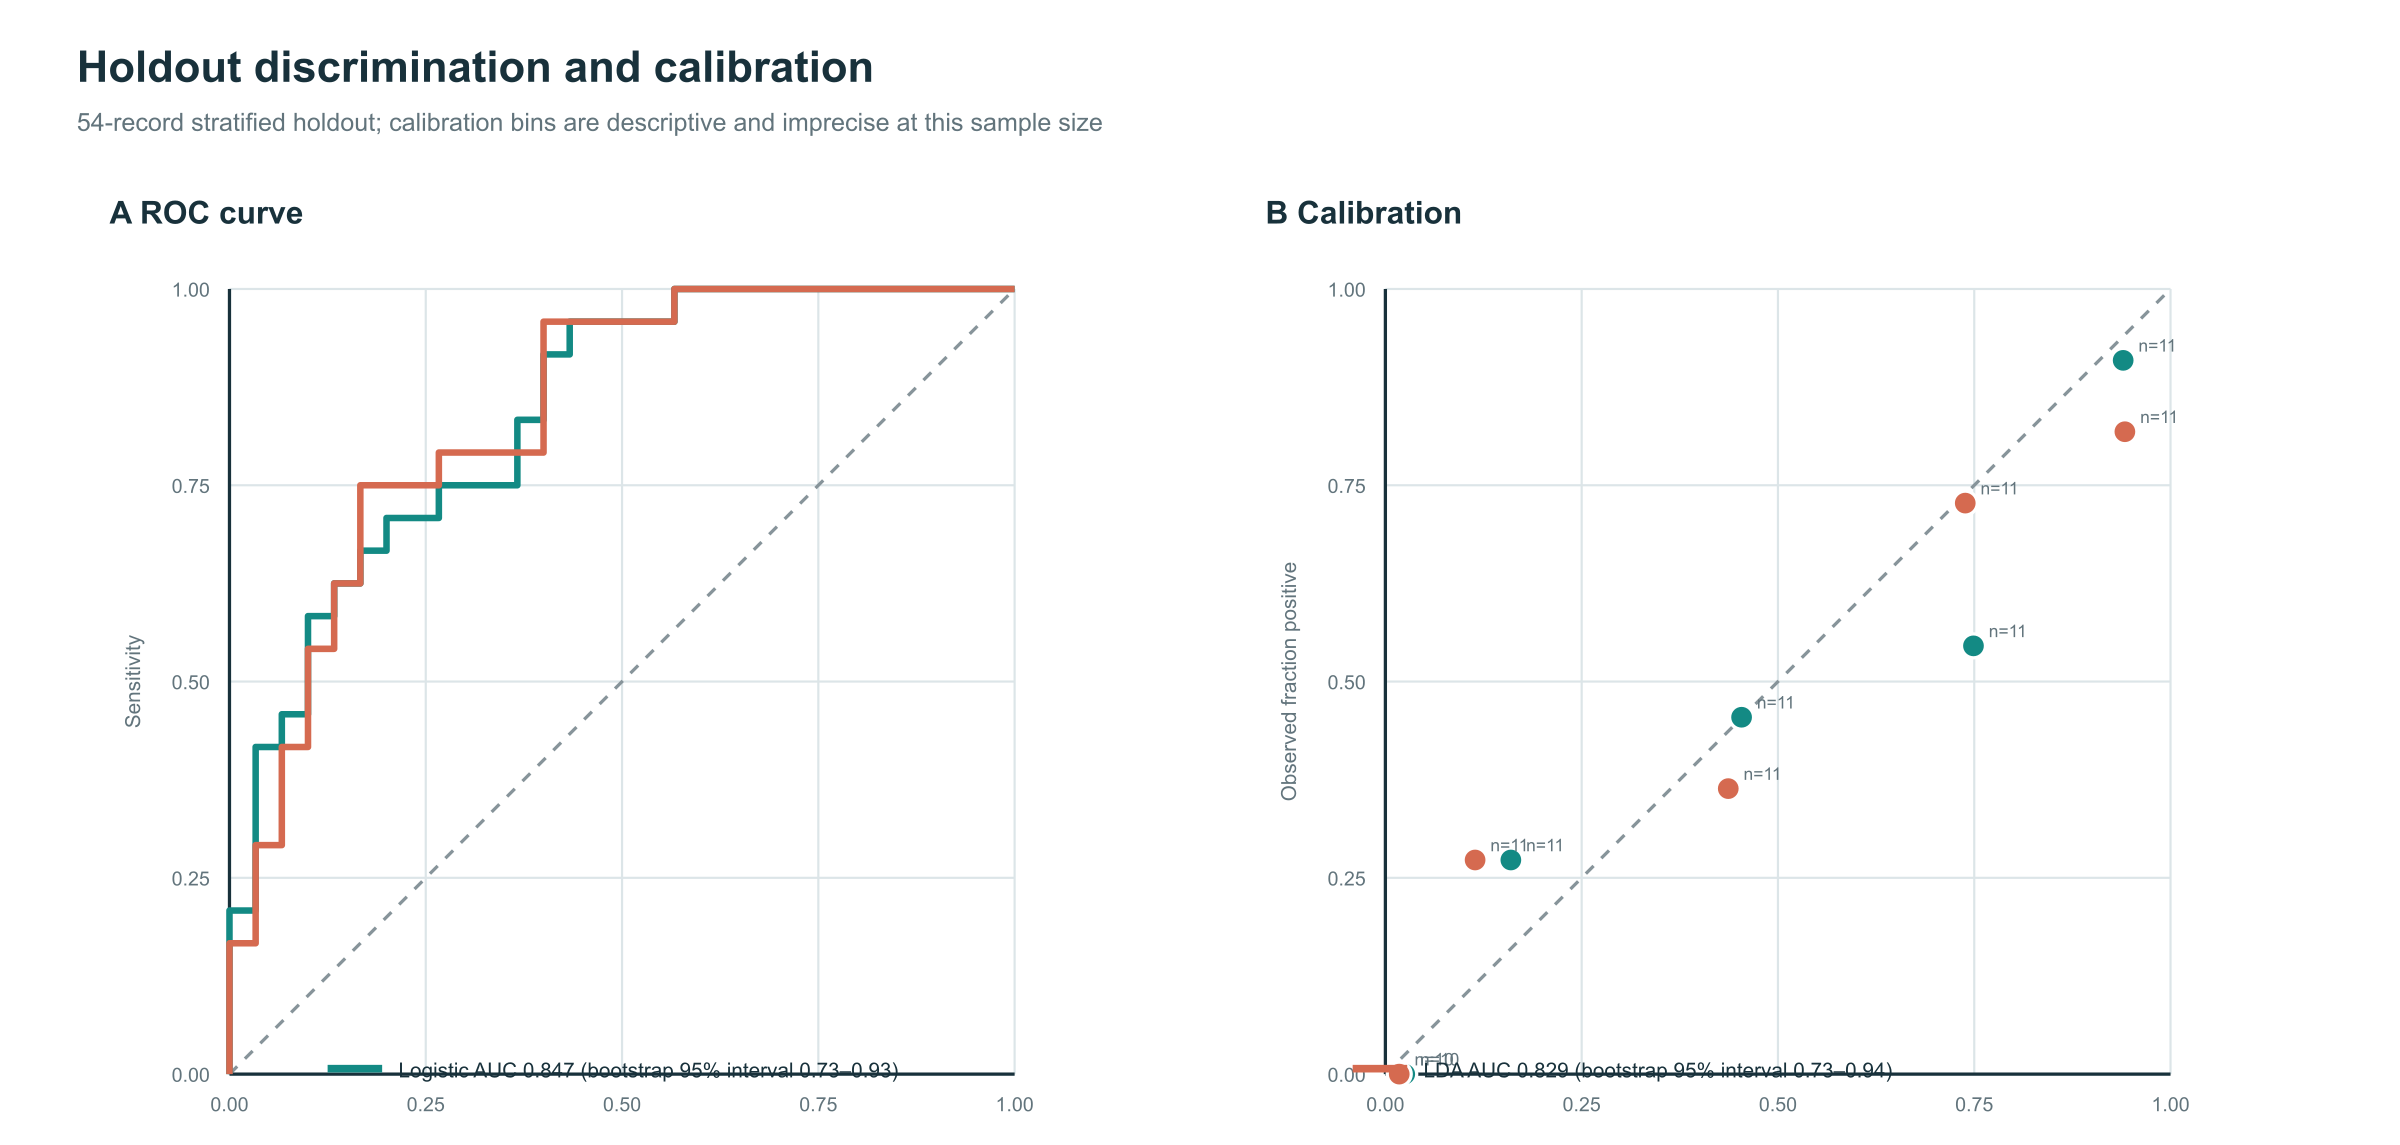 Holdout discrimination and calibration
54-record stratified holdout; calibration bins are descriptive and imprecise at this sample size
A ROC curve
1.00
0.75
0.50
0.25
0.00
Sensitivity
0.00
0.25
0.50
0.75
1.00
Logistic AUC 0.847 (bootstrap 95% interval 0.73–0.93)
B Calibration
1.00
0.75
0.50
0.25
0.00
Observed fraction positive
n=11
n=11
n=11
n=11
n=11
n=11
n=11
n=11
n=10
LDA AUC 0.829 (bootstrap 95% interval 0.73–0.94)
0.00
0.25
0.50
0.75
1.00